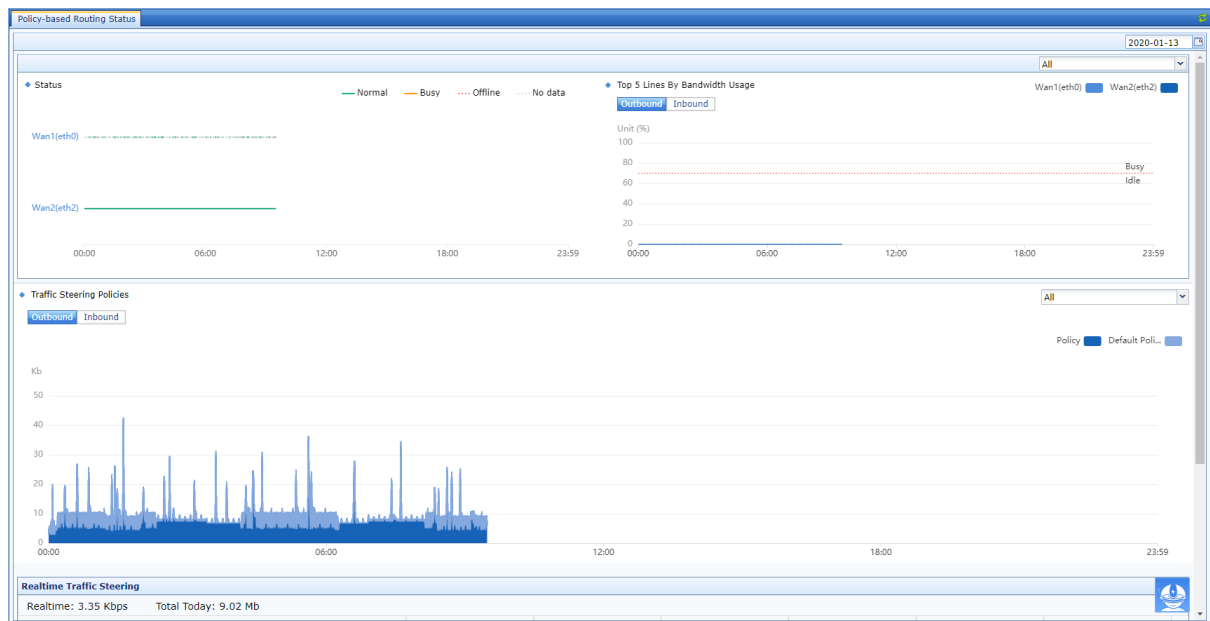 Policy-based Routing Status
2020-01-13
All
Status
Normal Busy Offline No data
Wan1(eth0)
Wan2(eth2)
00:00 06:00 12:00 18:00 23:59
Top 5 Lines By Bandwidth Usage
Wan1(eth0) Wan2(eth2)
Outbound Inbound
Unit (%)
100
80
Busy
60
Idle
40
20
0
00:00 06:00 12:00 18:00 23:59
Traffic Steering Policies
All
Outbound Inbound
Policy Default Poli...
Kb
50
40
30
20
10
0
00:00 06:00 12:00 18:00 23:59
Realtime Traffic Steering
Realtime: 3.35 Kbps Total Today: 9.02 Mb